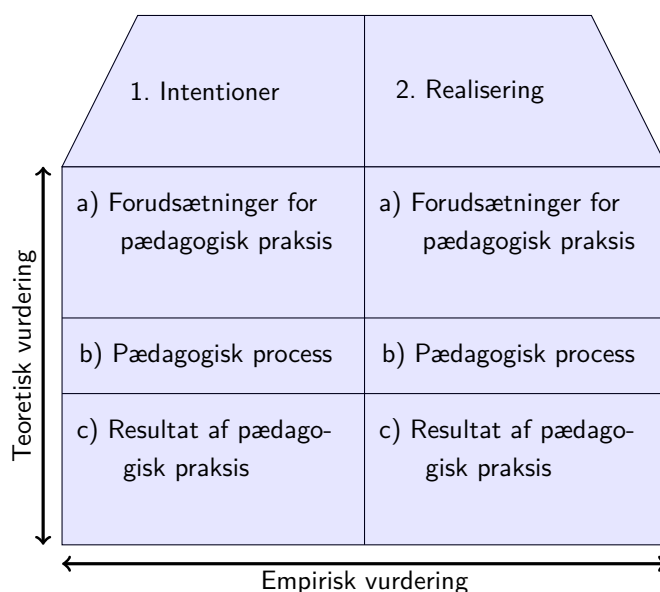 1. Intentioner
2. Realisering
a) Forudsætninger for
pædagogisk praksis
a) Forudsætninger for
pædagogisk praksis
b) Pædagogisk process
b) Pædagogisk process
c) Resultat af pædago-
gisk praksis
c) Resultat af pædago-
gisk praksis
Teoretisk vurdering
Empirisk vurdering